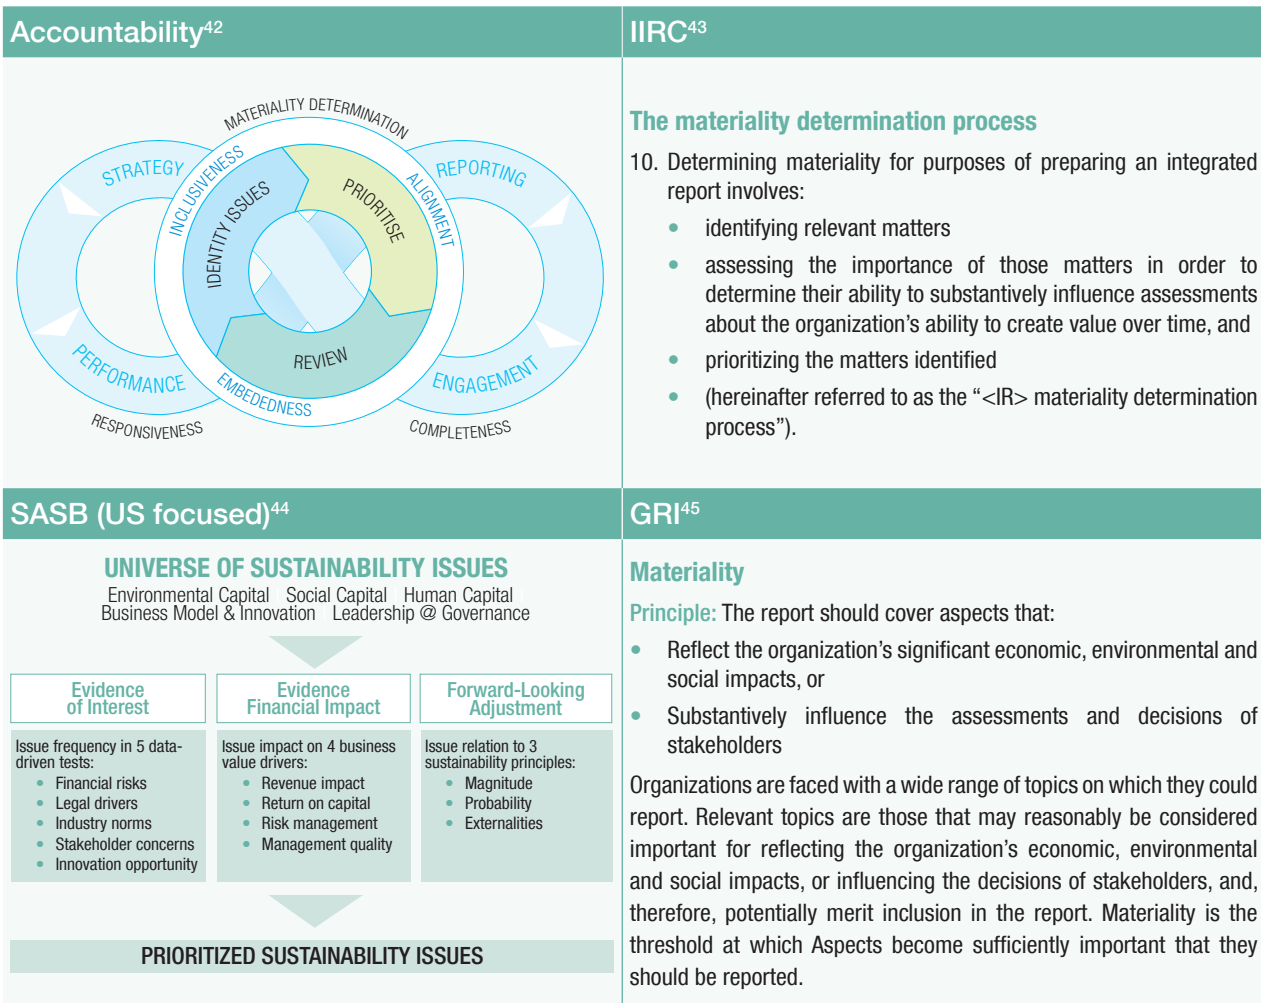 Accountability42
MATERIALITY DETERMINATION
STRATEGY
INCLUSIVENESS
IDENTITY ISSUES
PRIORITISE
ALIGNMENT
REPORTING
PERFORMANCE
REVIEW
EMBEDEDNESS
ENGAGEMENT
RESPONSIVENESS
COMPLETENESS
IIRC43
The materiality determination process
10. Determining materiality for purposes of preparing an integrated
report involves:
• identifying relevant matters
• assessing the importance of those matters in order to
determine their ability to substantively influence assessments
about the organization’s ability to create value over time, and
• prioritizing the matters identified
• (hereinafter referred to as the “<IR> materiality determination
process”).
SASB (US focused)44
UNIVERSE OF SUSTAINABILITY ISSUES
Environmental Capital Social Capital Human Capital
Business Model & Innovation Leadership @ Governance
Evidence
of Interest
Issue frequency in 5 data-
driven tests:
• Financial risks
• Legal drivers
• Industry norms
• Stakeholder concerns
• Innovation opportunity
Evidence
Financial Impact
Issue impact on 4 business
value drivers:
• Revenue impact
• Return on capital
• Risk management
• Management quality
Forward-Looking
Adjustment
Issue relation to 3
sustainability principles:
• Magnitude
• Probability
• Externalities
PRIORITIZED SUSTAINABILITY ISSUES
GRI45
Materiality
Principle: The report should cover aspects that:
• Reflect the organization’s significant economic, environmental and
social impacts, or
• Substantively influence the assessments and decisions of
stakeholders
Organizations are faced with a wide range of topics on which they could
report. Relevant topics are those that may reasonably be considered
important for reflecting the organization’s economic, environmental
and social impacts, or influencing the decisions of stakeholders, and,
therefore, potentially merit inclusion in the report. Materiality is the
threshold at which Aspects become sufficiently important that they
should be reported.